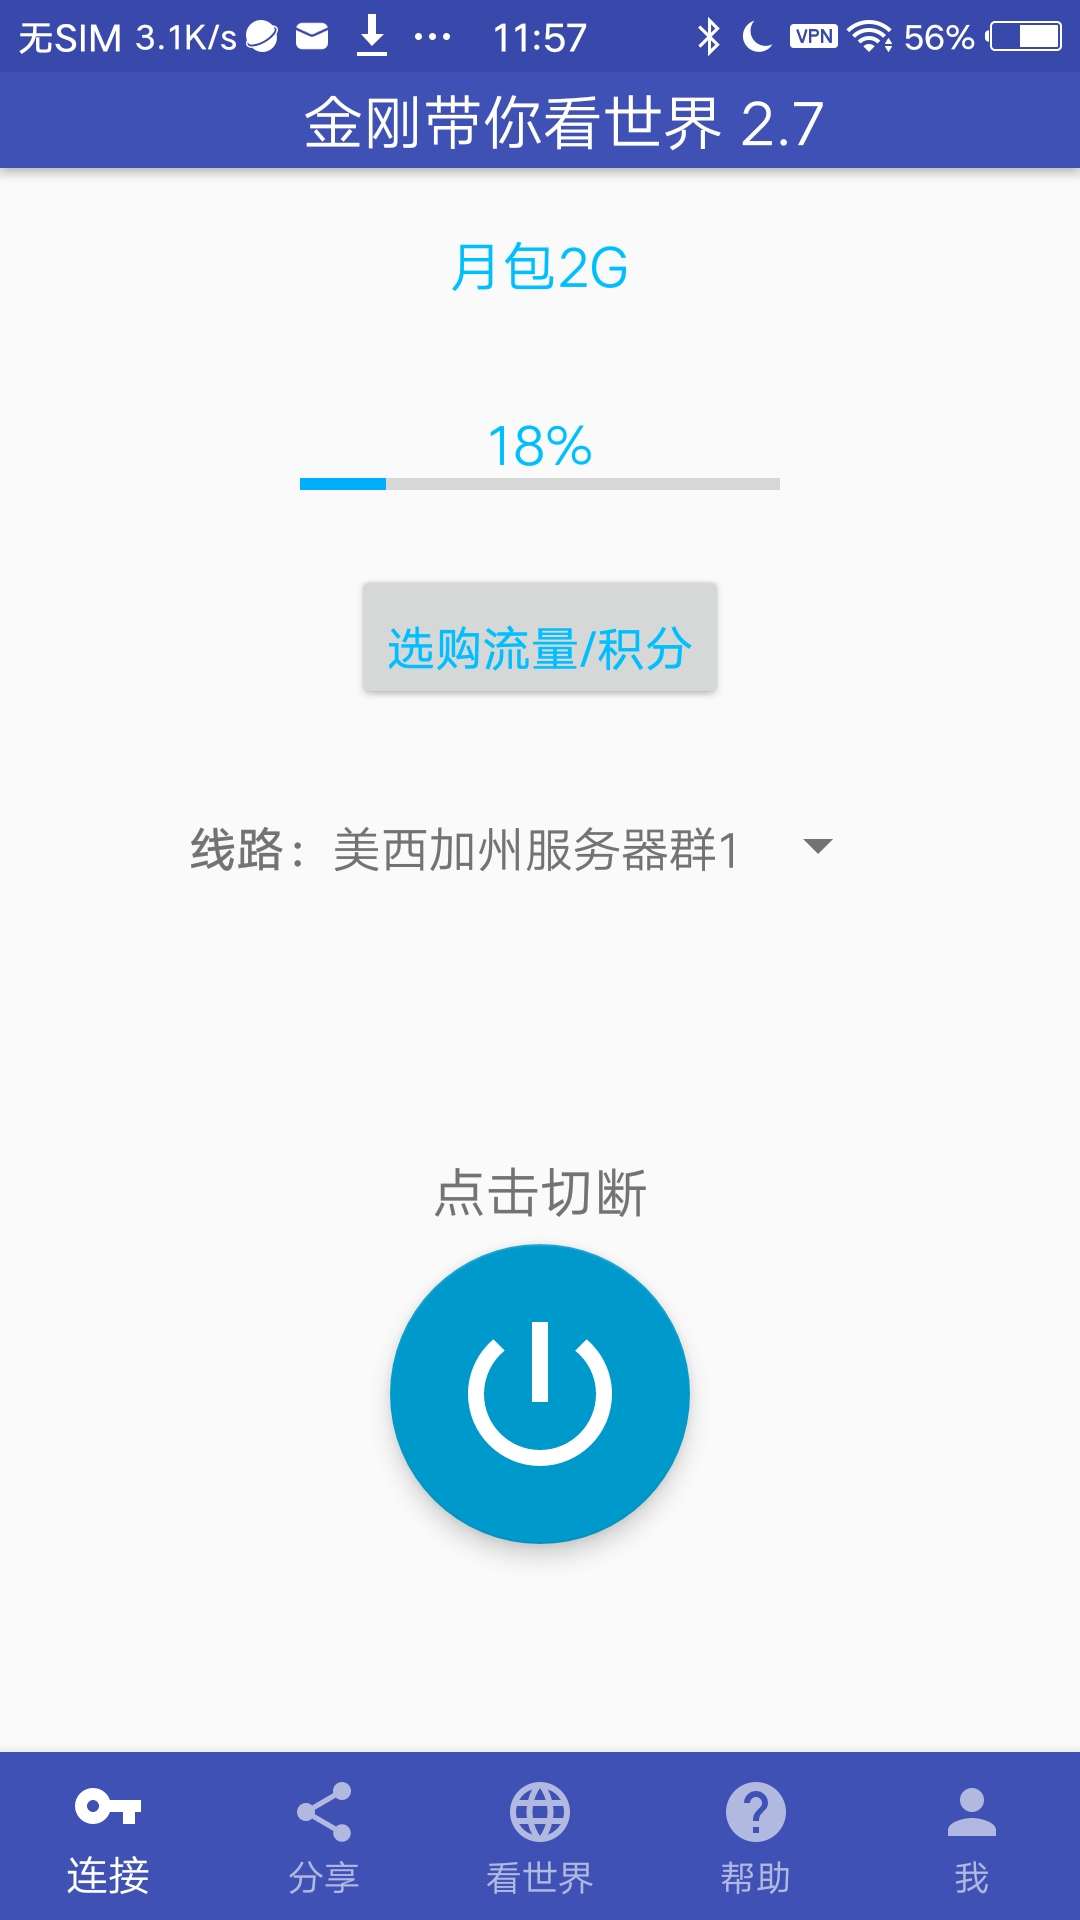 无SIM 3.1K/s 11:57 VPN 56%
金刚带你看世界 2.7
月包2G
18%
选购流量/积分
线路：美西加州服务器群1
点击切断
连接 分享 看世界 帮助 我